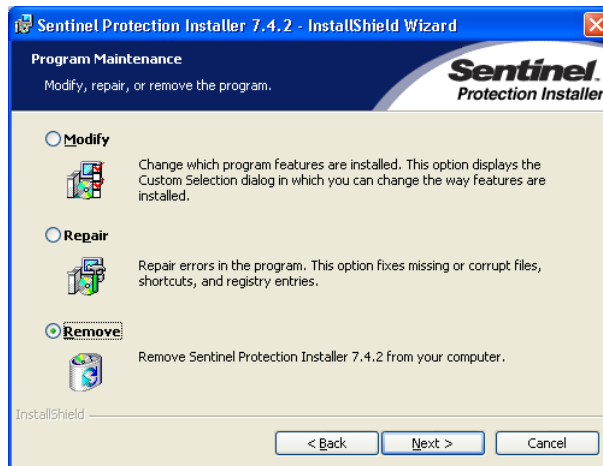 Sentinel Protection Installer 7.4.2 - InstallShield Wizard
Program Maintenance
Modify, repair, or remove the program.
Sentinel.
Protection Installer
Modify
Change which program features are installed. This option displays the
Custom Selection dialog in which you can change the way features are
installed.
Repair
Repair errors in the program. This option fixes missing or corrupt files,
shortcuts, and registry entries.
Remove
Remove Sentinel Protection Installer 7.4.2 from your computer.
InstallShield
< Back
Next >
Cancel